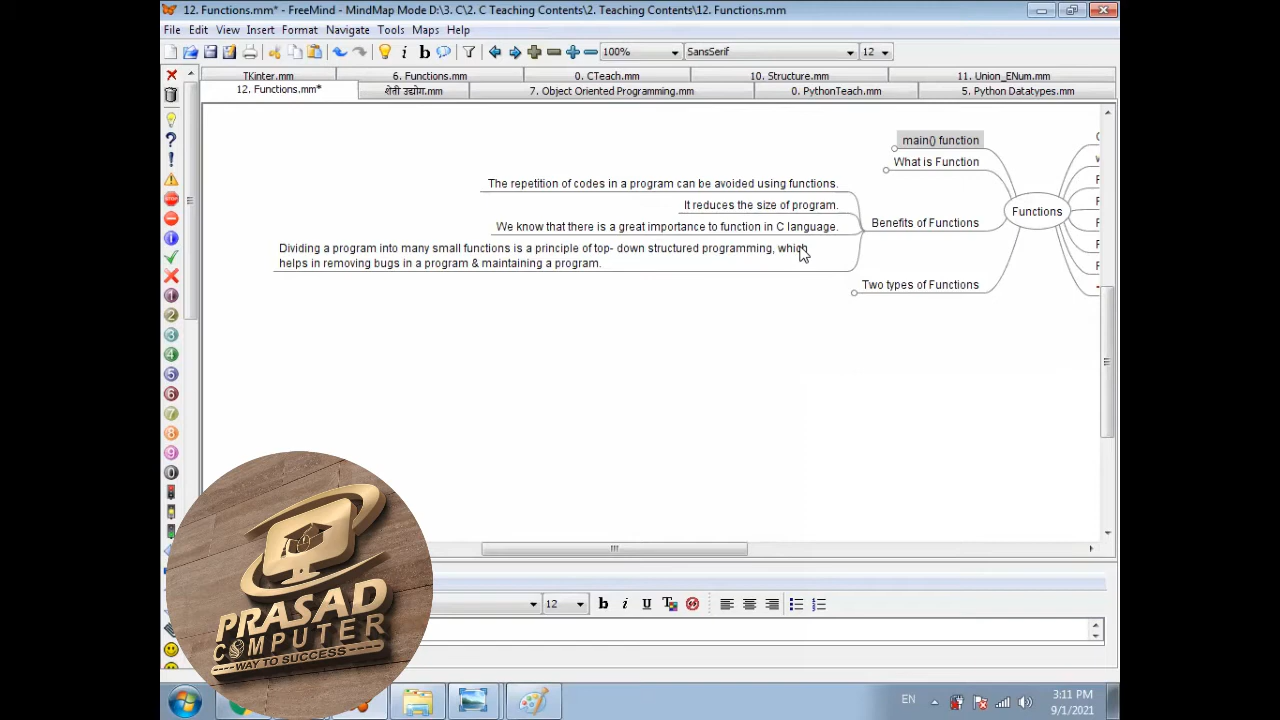 12. Functions.mm* - FreeMind - MindMap Mode D:\3. C\2. C Teaching Contents\2. Teaching Contents\12. Functions.mm
File Edit View Insert Format Navigate Tools Maps Help
100% SansSerif 12
TKinter.mm 6. Functions.mm 0. CTeach.mm 10. Structure.mm 11. Union_ENum.mm
12. Functions.mm* शेती उद्योग.mm 7. Object Oriented Programming.mm 0. PythonTeach.mm 5. Python Datatypes.mm
main() function
What is Function
The repetition of codes in a program can be avoided using functions.
It reduces the size of program.
We know that there is a great importance to function in C language.
Dividing a program into many small functions is a principle of top- down structured programming, which
helps in removing bugs in a program & maintaining a program.
Benefits of Functions
Functions
Two types of Functions
12
PRASAD
COMPUTER
WAY TO SUCCESS
EN
3:11 PM
9/1/2021